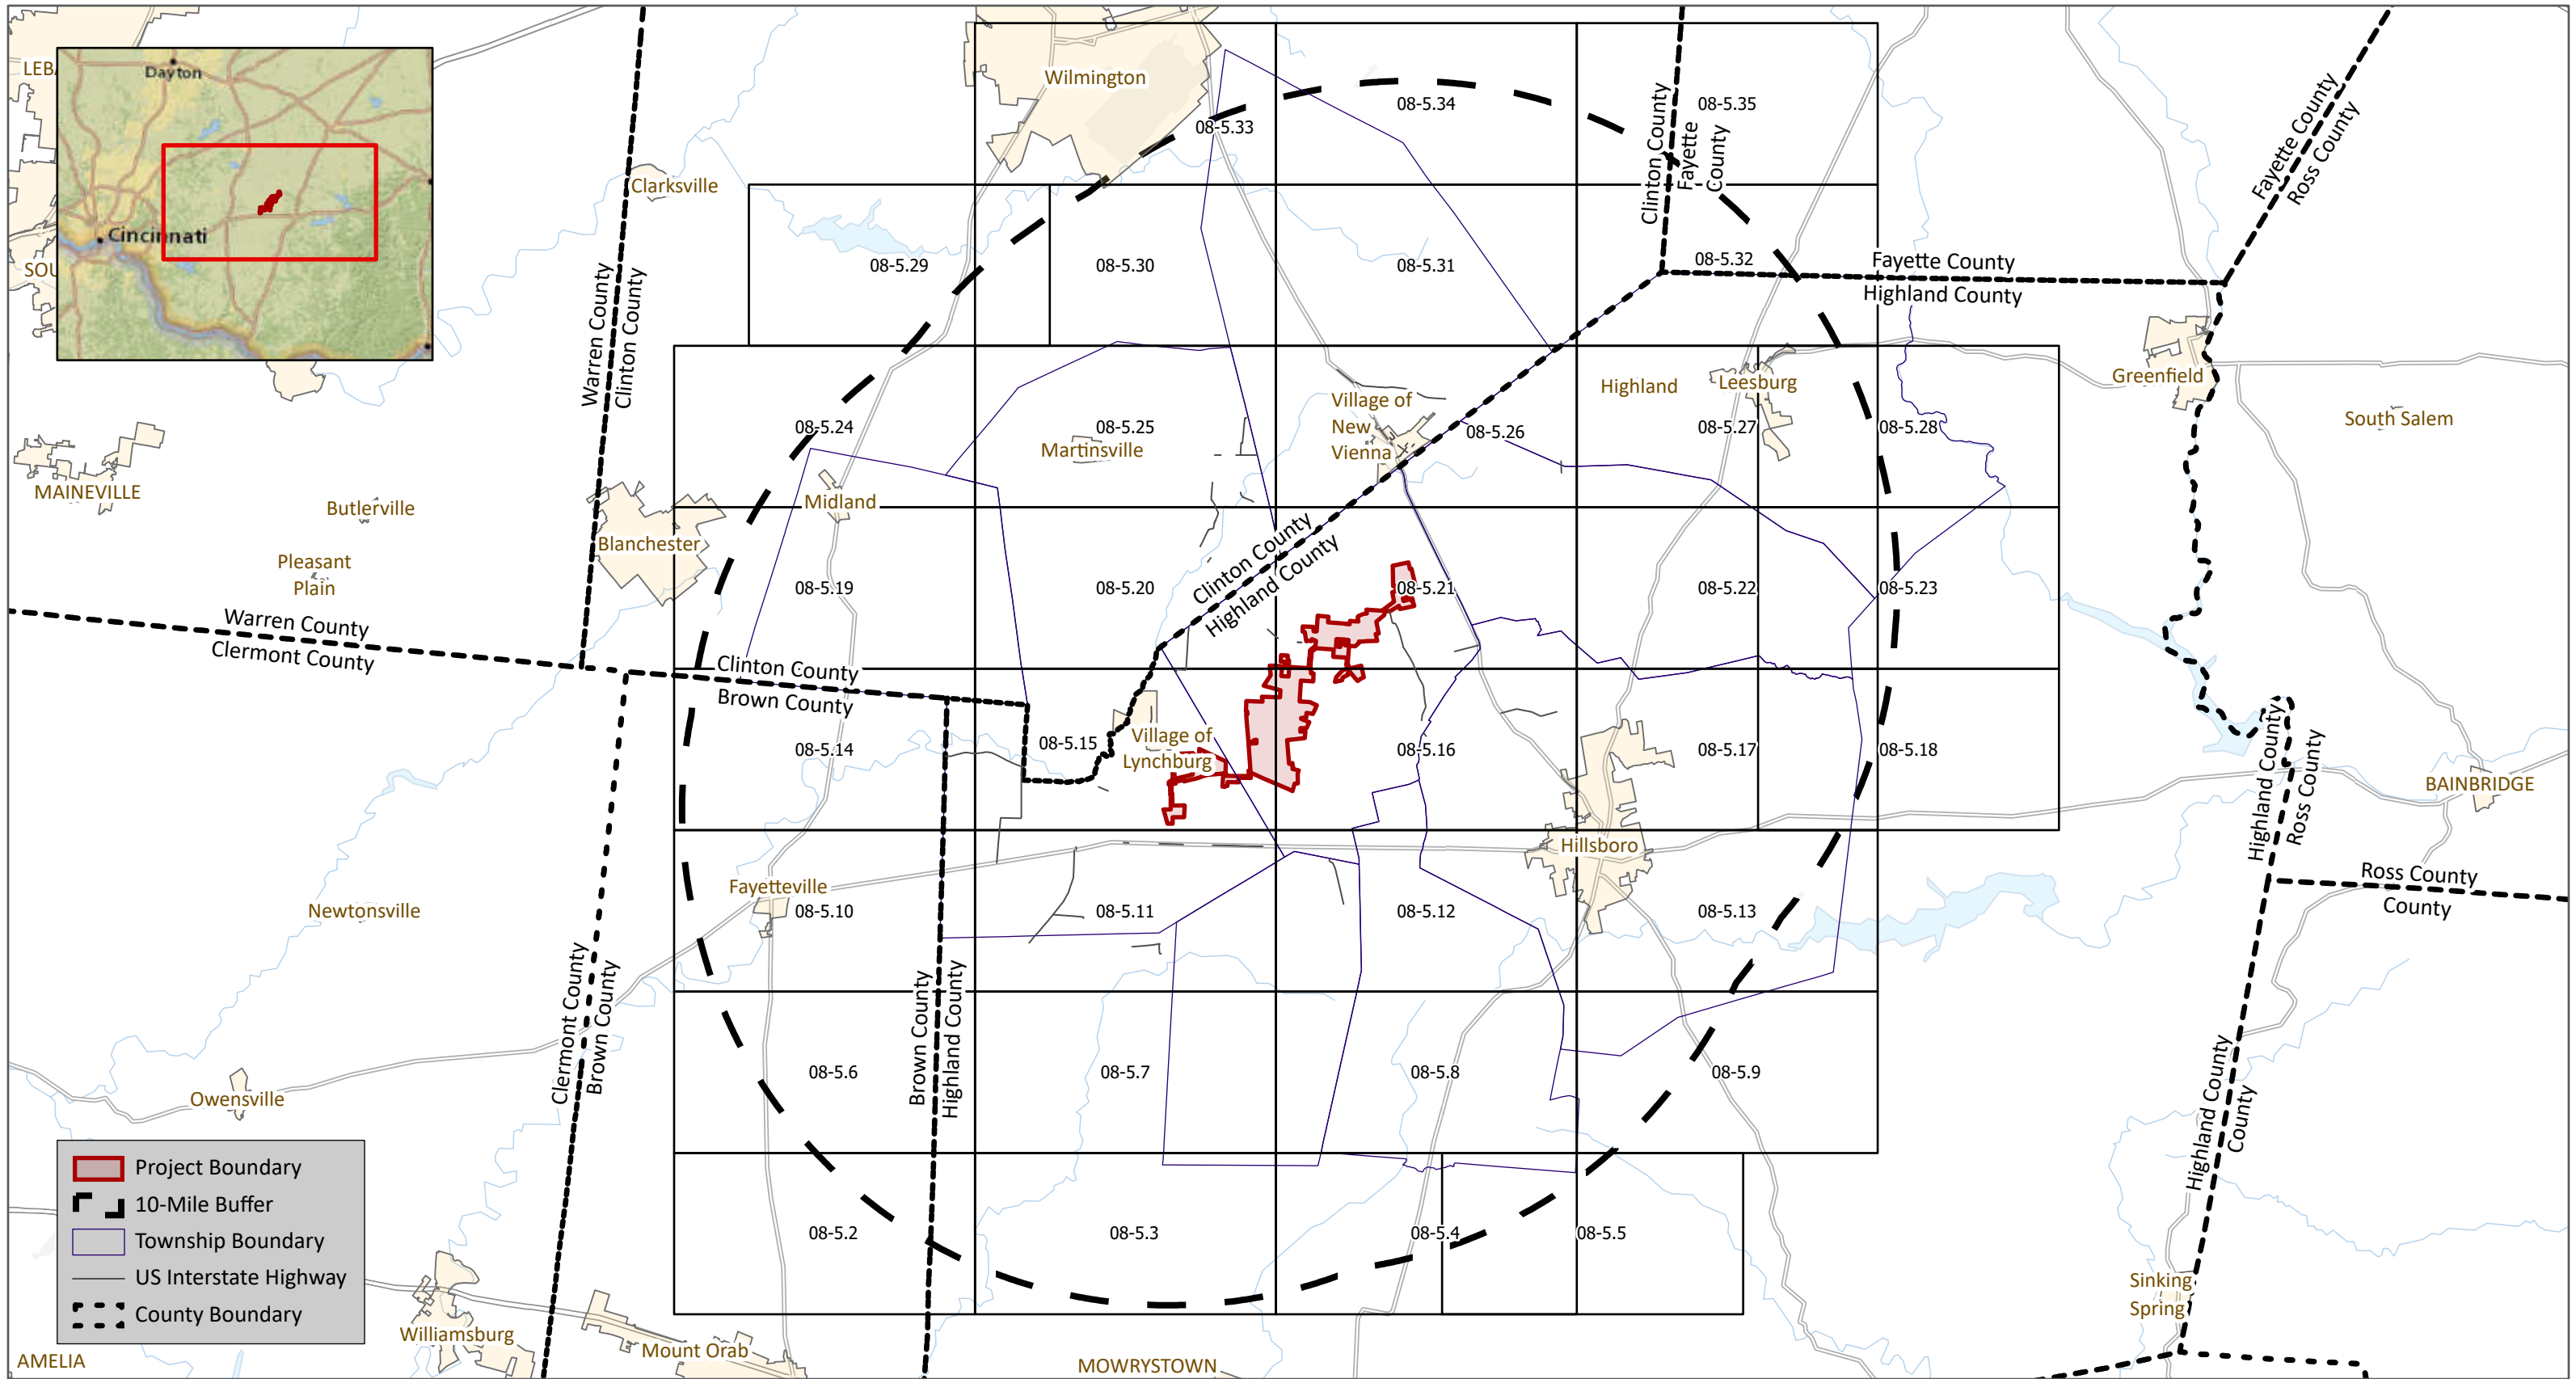 LEB
Dayton
Cincinnati
SOU
Wilmington
Clarksville
08-5.33
08-5.34
08-5.35
Clinton County
Fayette
County
Fayette County
Ross County
08-5.29
08-5.30
08-5.31
08-5.32
Fayette County
Highland County
Warren County
Clinton County
08-5.24
08-5.25
Martinsville
Village of
New
Vienna
08-5.26
Highland
Leesburg
08-5.27
08-5.28
Greenfield
South Salem
MAINEVILLE
Butlerville
Pleasant
Plain
Blanchester
Midland
08-5.19
08-5.20
Clinton County
Highland County
08-5.21
08-5.22
08-5.23
Warren County
Clermont County
Clinton County
Brown County
08-5.14
08-5.15
Village of
Lynchburg
08-5.16
08-5.17
08-5.18
Highland County
Ross County
BAINBRIDGE
Hillsboro
Fayetteville
08-5.10
08-5.11
08-5.12
08-5.13
Ross County
County
Newtonsville
Clermont County
Brown County
Brown County
Highland County
08-5.6
08-5.7
08-5.8
08-5.9
Owensville
Highland County
County
08-5.2
08-5.3
08-5.4
08-5.5
Sinking
Spring
Project Boundary
10-Mile Buffer
Township Boundary
US Interstate Highway
County Boundary
Williamsburg
Mount Orab
AMELIA
MOWRYSTOWN